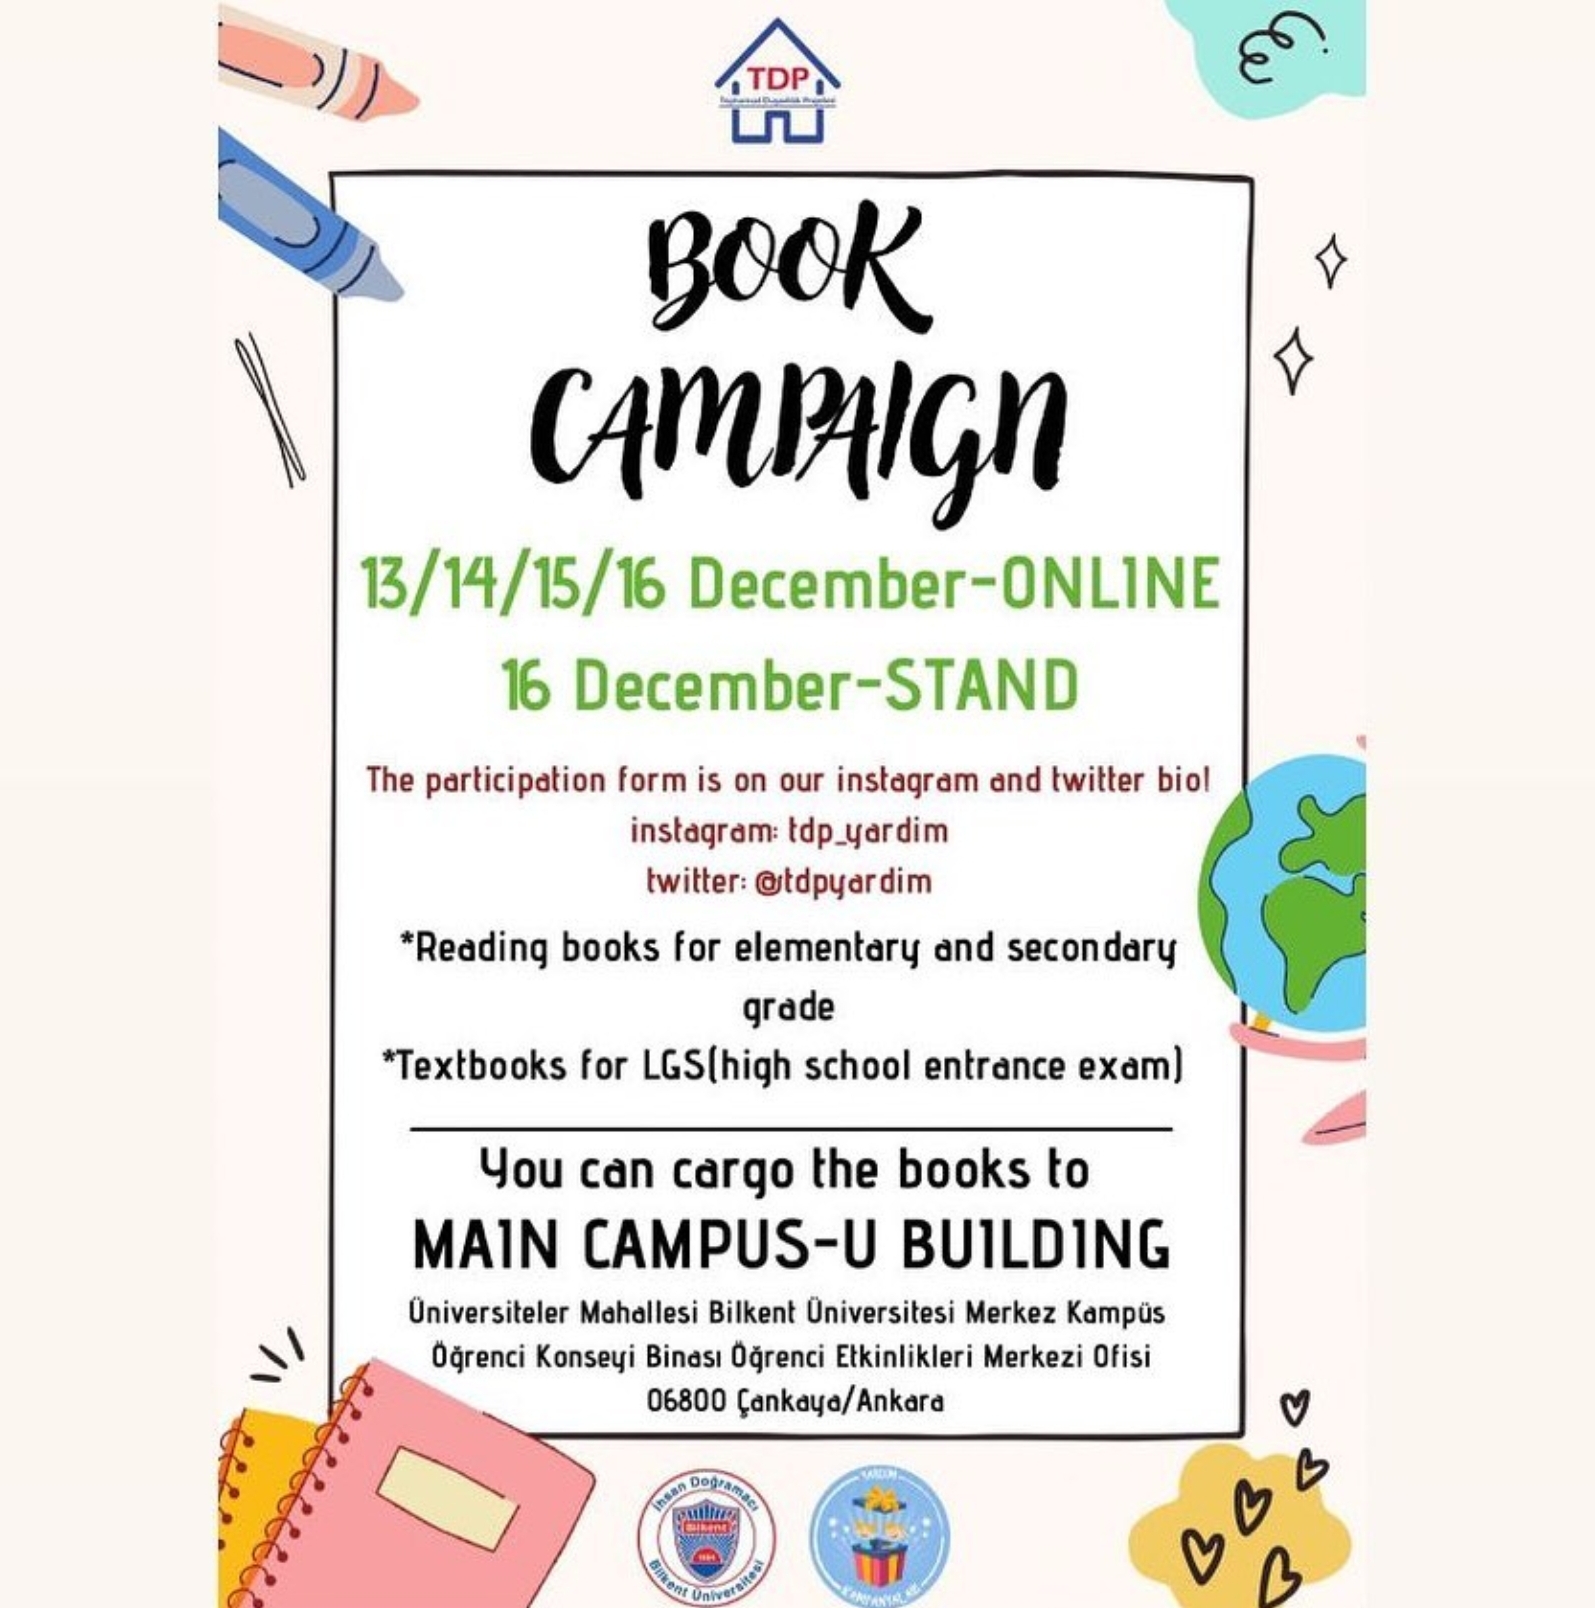 TDP
Toplumsal Duyarlılık Projeleri
BOOK
CAMPAIGN
13/14/15/16 December-ONLINE
16 December-STAND
The participation form is on our instagram and twitter bio!
instagram: tdp_yardim
twitter: @tdpyardim
*Reading books for elementary and secondary
grade
*Textbooks for LGS(high school entrance exam)
You can cargo the books to
MAIN CAMPUS-U BUILDING
Üniversiteler Mahallesi Bilkent Üniversitesi Merkez Kampüs
Öğrenci Konseyi Binası Öğrenci Etkinlikleri Merkezi Ofisi
06800 Çankaya/Ankara
İhsan Doğramacı
Bilkent
Bilkent Üniversitesi
YARDIM
KAMPANYALARI